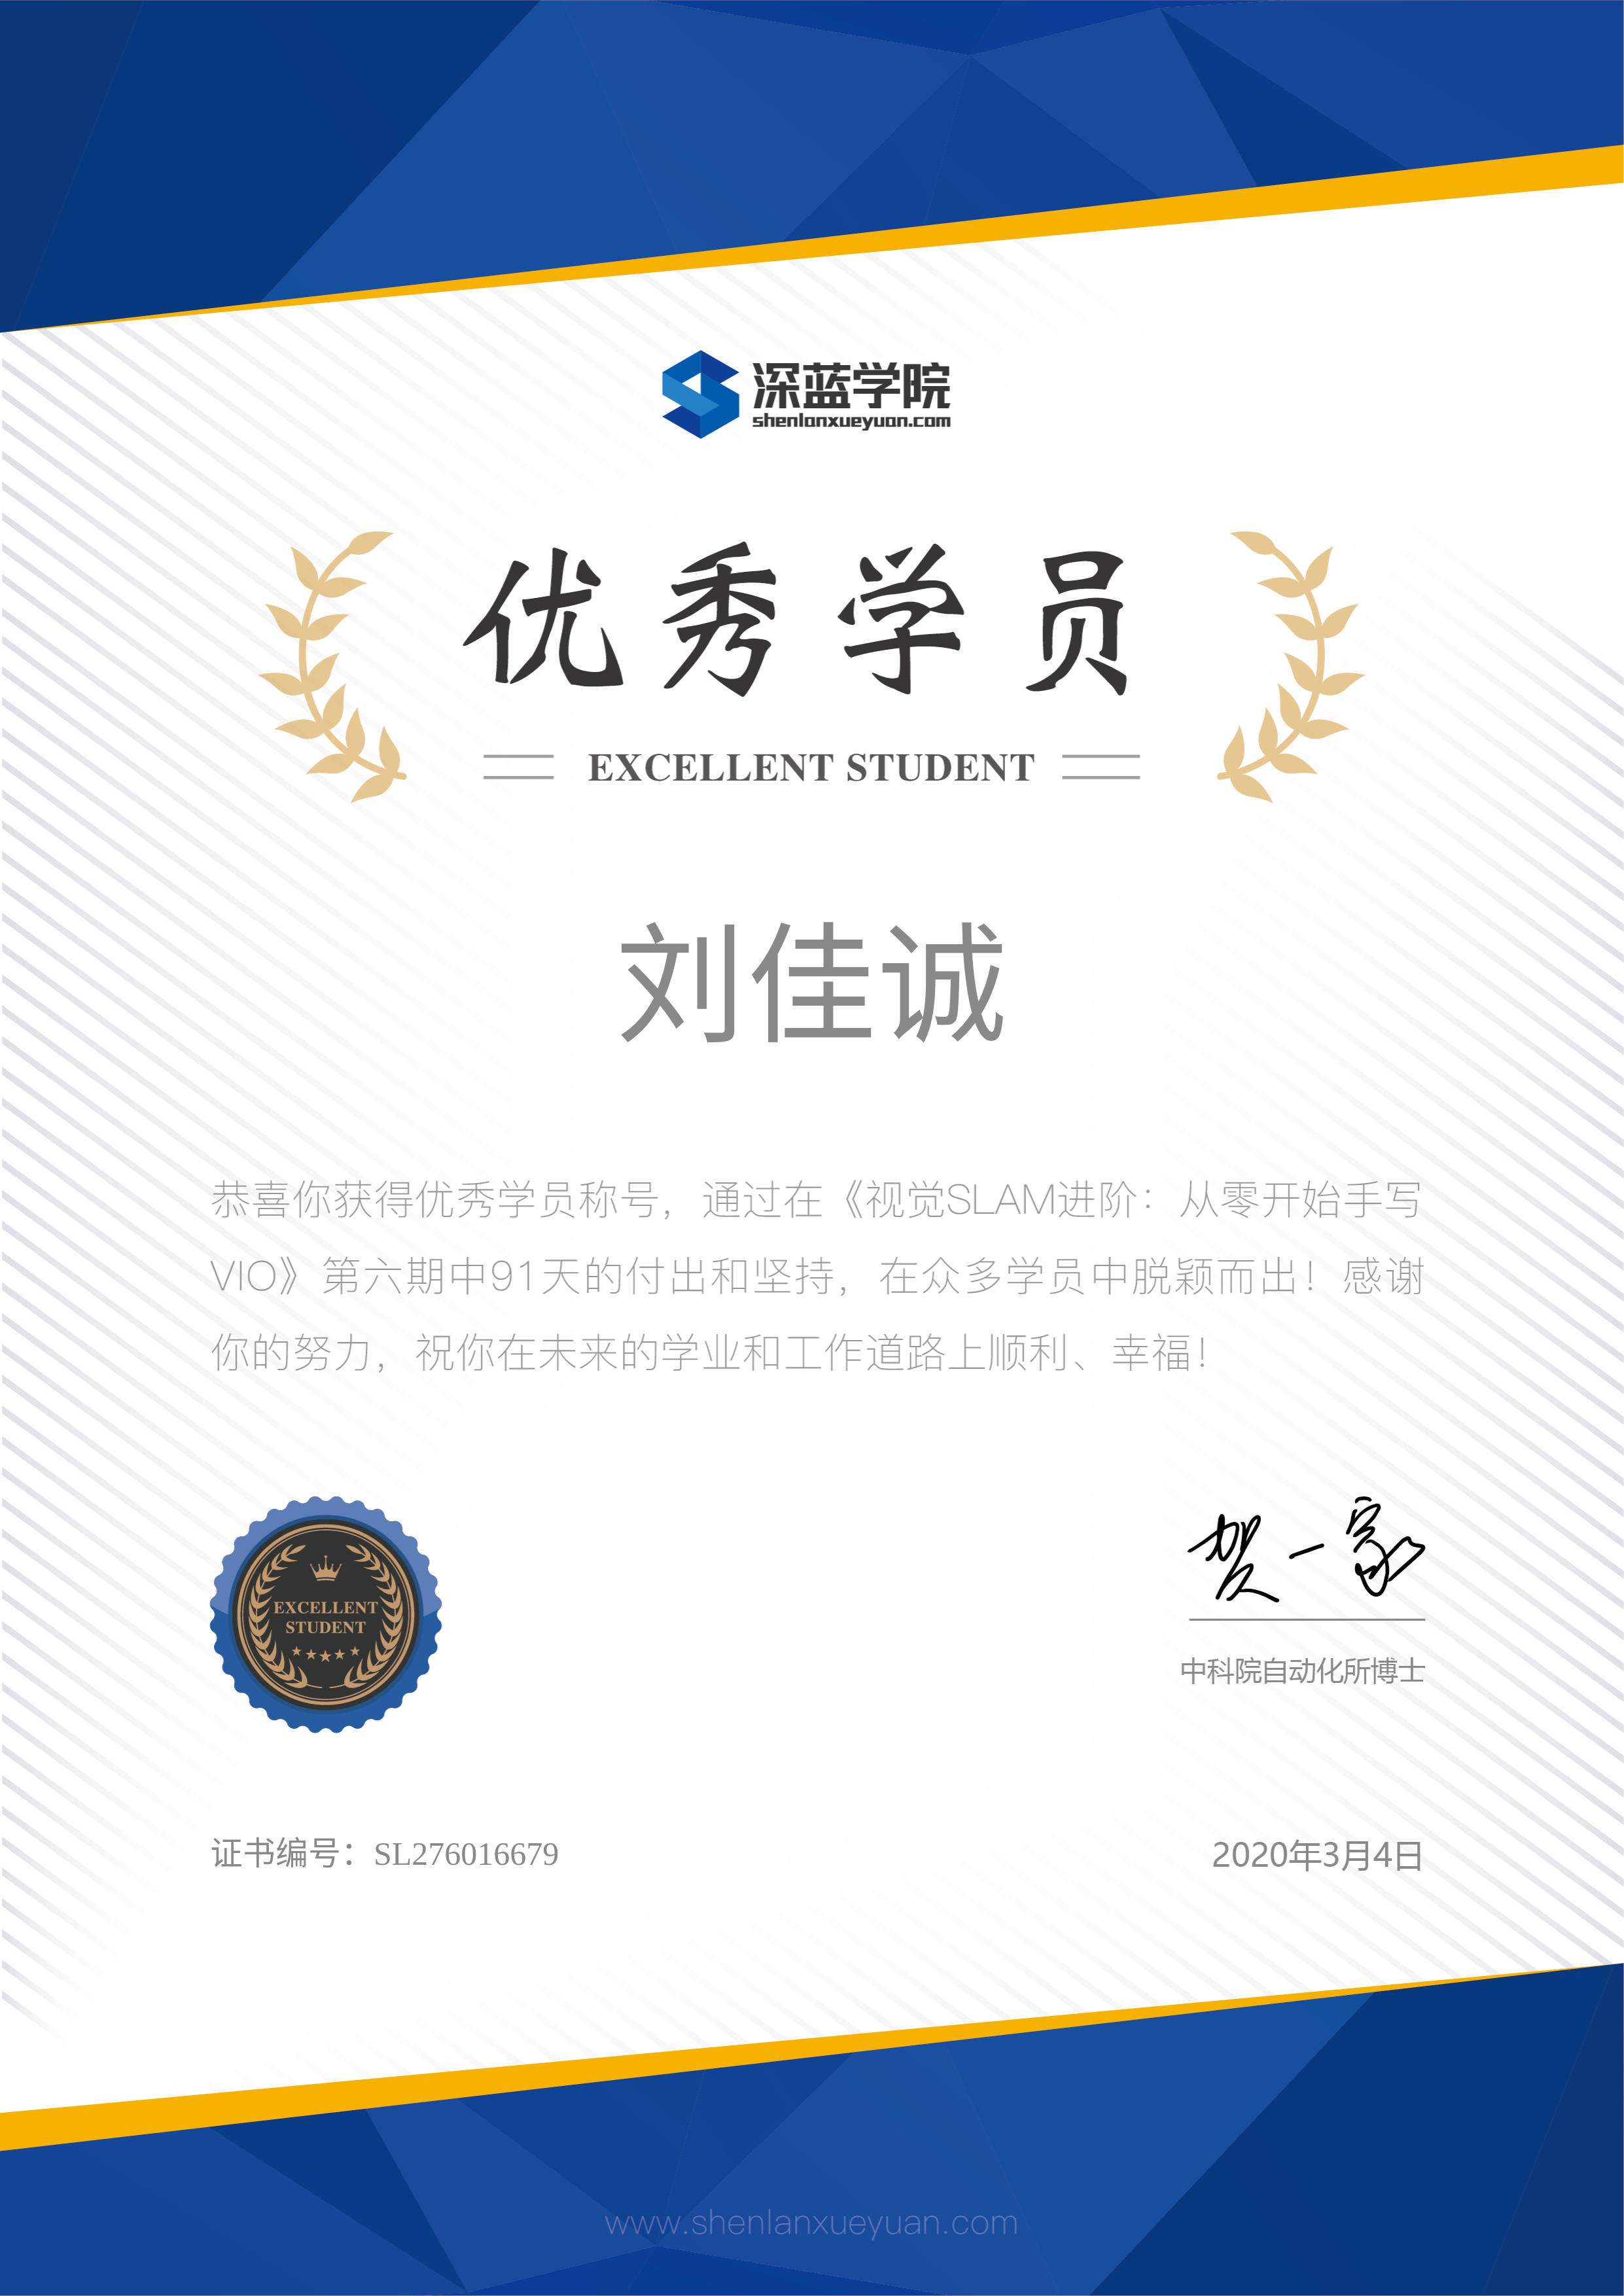 深蓝学院
shenlanxueyuan.com
优秀学员
EXCELLENT STUDENT
刘佳诚
恭喜你获得优秀学员称号，通过在《视觉SLAM进阶：从零开始手写
VIO》第六期中91天的付出和坚持，在众多学员中脱颖而出！感谢
你的努力，祝你在未来的学业和工作道路上顺利、幸福！
EXCELLENT
STUDENT
贺一家
中科院自动化所博士
证书编号：SL276016679
2020年3月4日
www.shenlanxueyuan.com